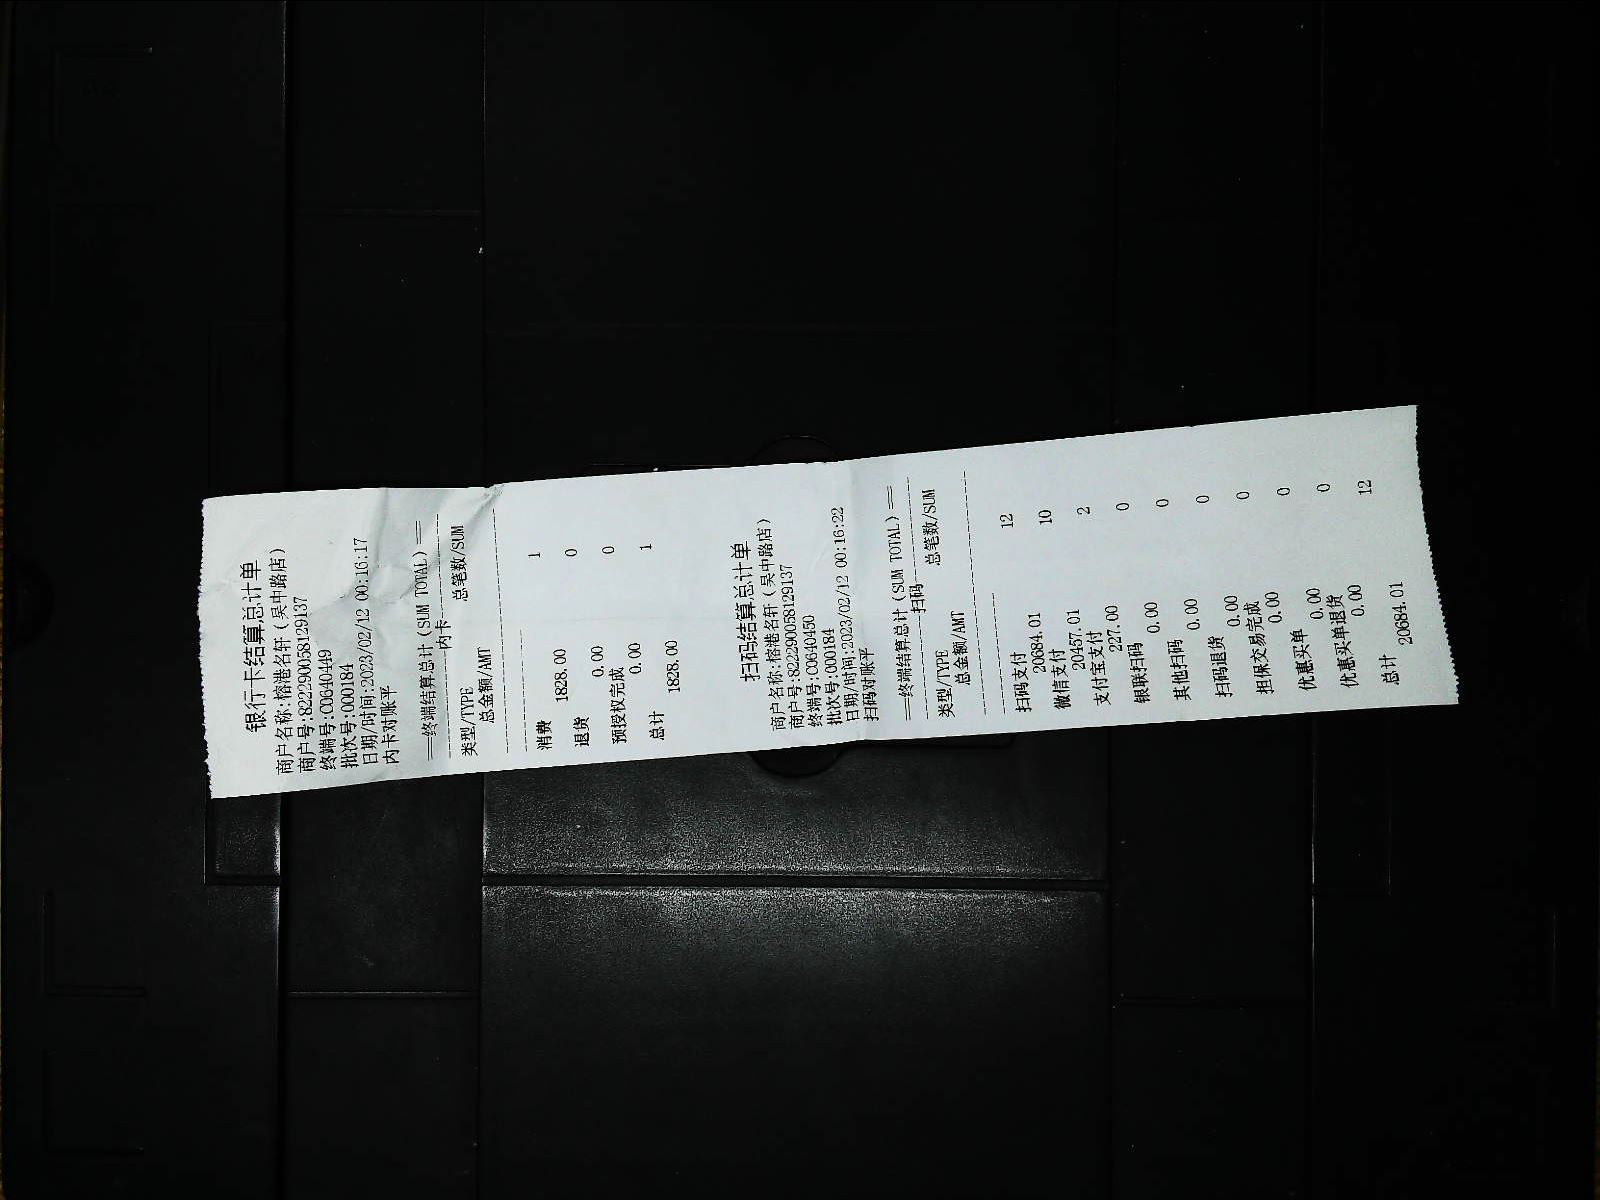 银行卡结算总计单
商户名称:榕港名轩(吴中路店)
商户号:822290058129137
终端号:C0640449
批次号:000184
日期/时间:2023/02/12 00:16:17
内卡对账平
==终端结算总计(SUM TOTAL)==
内卡
类型/TYPE 总笔数/SUM
总金额/AMT
消费 1
1828.00
退货 0
0.00
预授权完成 0
0.00
总计 1
1828.00
扫码结算总计单
商户名称:榕港名轩(吴中路店)
商户号:822290058129137
终端号:C0640450
批次号:000184
日期/时间:2023/02/12 00:16:22
扫码对账平
==终端结算总计(SUM TOTAL)==
扫码
类型/TYPE 总笔数/SUM
总金额/AMT
扫码支付 12
20684.01
微信支付 10
20457.01
支付宝支付 2
227.00
银联扫码 0
0.00
其他扫码 0
0.00
扫码退货 0
0.00
担保交易完成 0
0.00
优惠买单 0
0.00
优惠买单退货 0
0.00
总计 12
20684.01